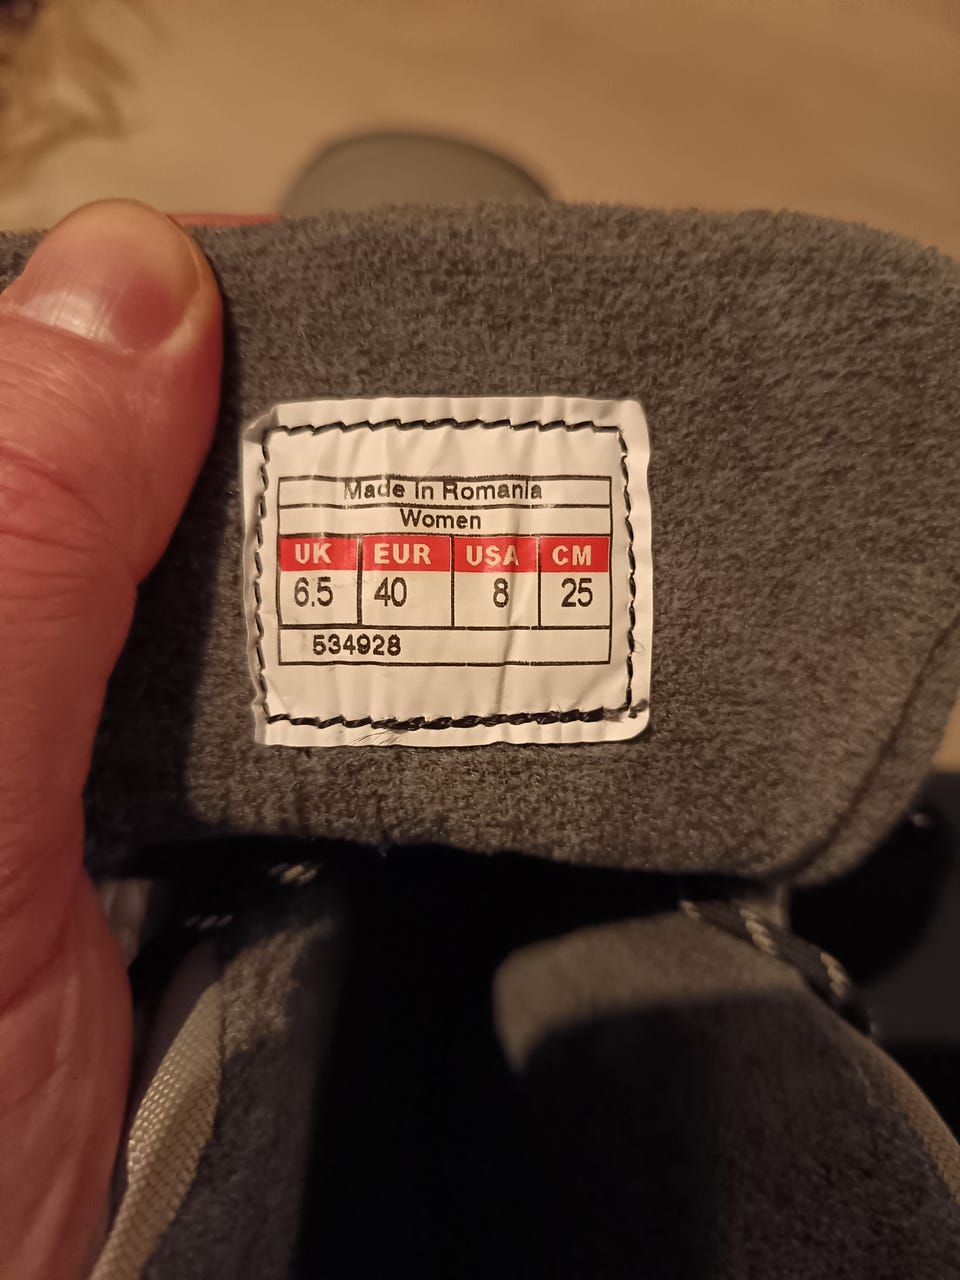 Made In Romania
Women
UK EUR USA CM
6.5 40 8 25
534928